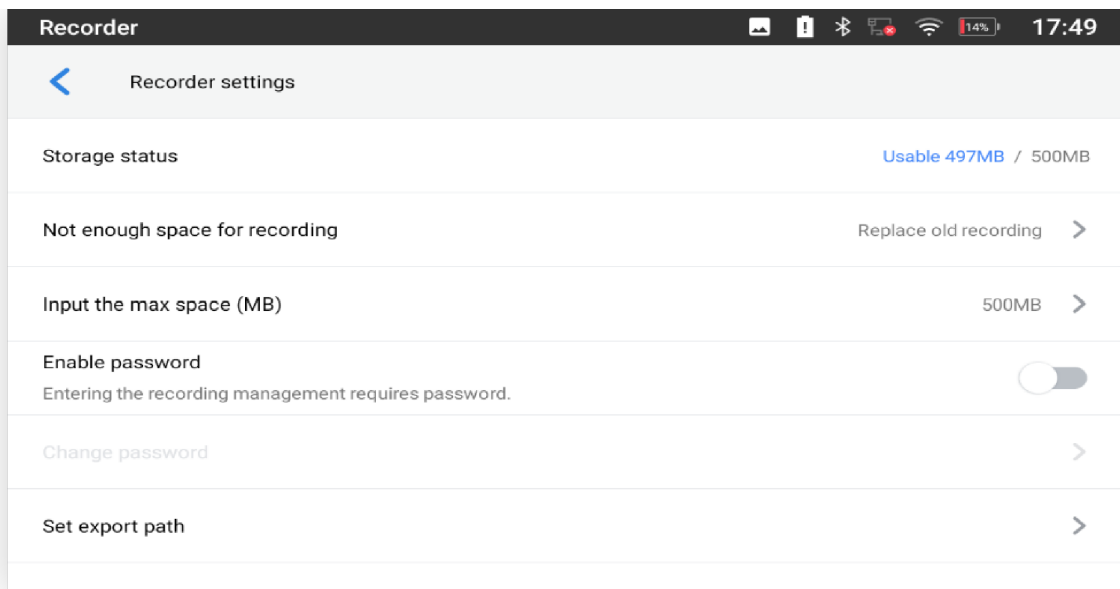 Recorder 14% 17:49
Recorder settings
Storage status Usable 497MB / 500MB
Not enough space for recording Replace old recording
Input the max space (MB) 500MB
Enable password
Entering the recording management requires password.
Change password
Set export path